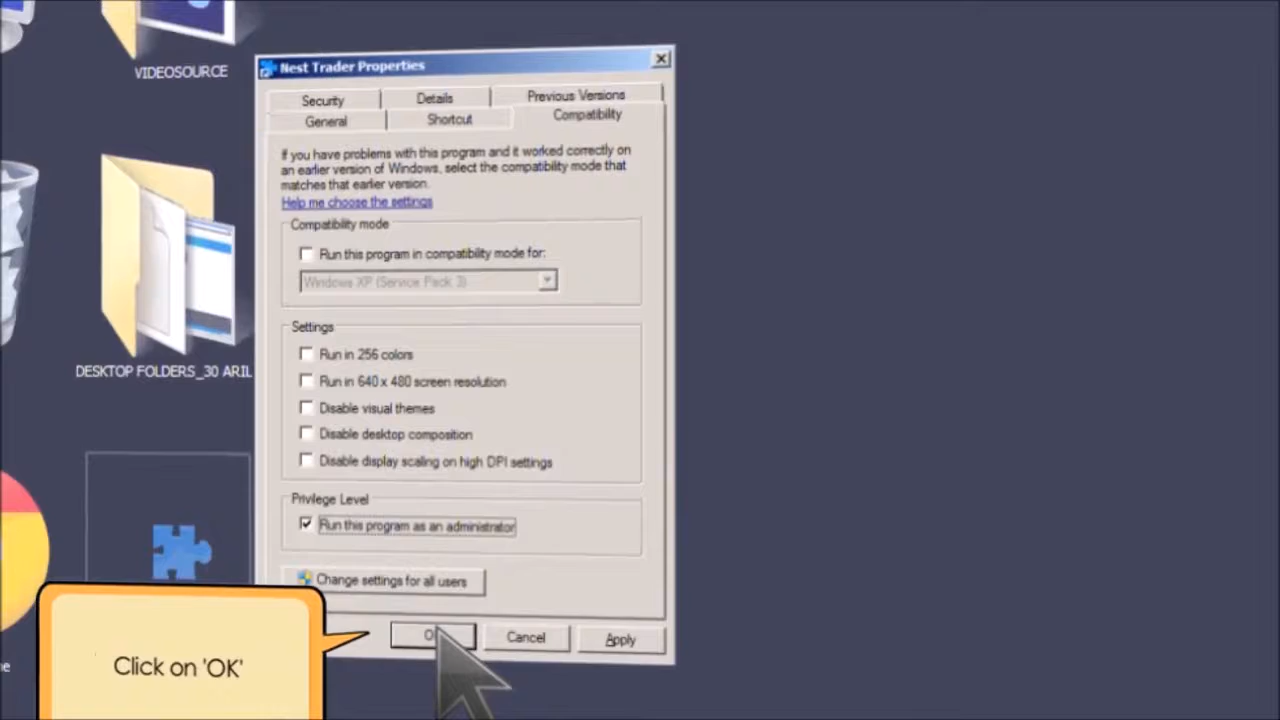 VIDEOSOURCE
Nest Trader Properties
Security
Details
Previous Versions
General
Shortcut
Compatibility
If you have problems with this program and it worked correctly on
an earlier version of Windows, select the compatibility mode that
matches that earlier version.
Help me choose the settings
Compatibility mode
Run this program in compatibility mode for:
Windows XP (Service Pack 3)
Settings
Run in 256 colors
DESKTOP FOLDERS_30 ARIL
Run in 640 x 480 screen resolution
Disable visual themes
Disable desktop composition
Disable display scaling on high DPI settings
Privilege Level
Run this program as an administrator
Change settings for all users
Cancel
Apply
Click on 'OK'